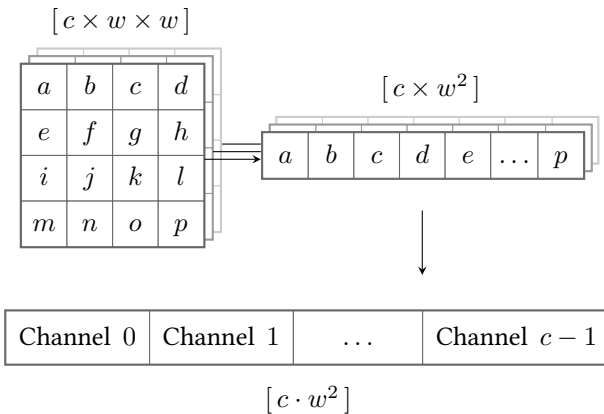 [c × w × w]
a b c d
e f g h
i j k l
m n o p
[c × w²]
a b c d e … p
Channel 0 Channel 1 … Channel c − 1
[c · w²]